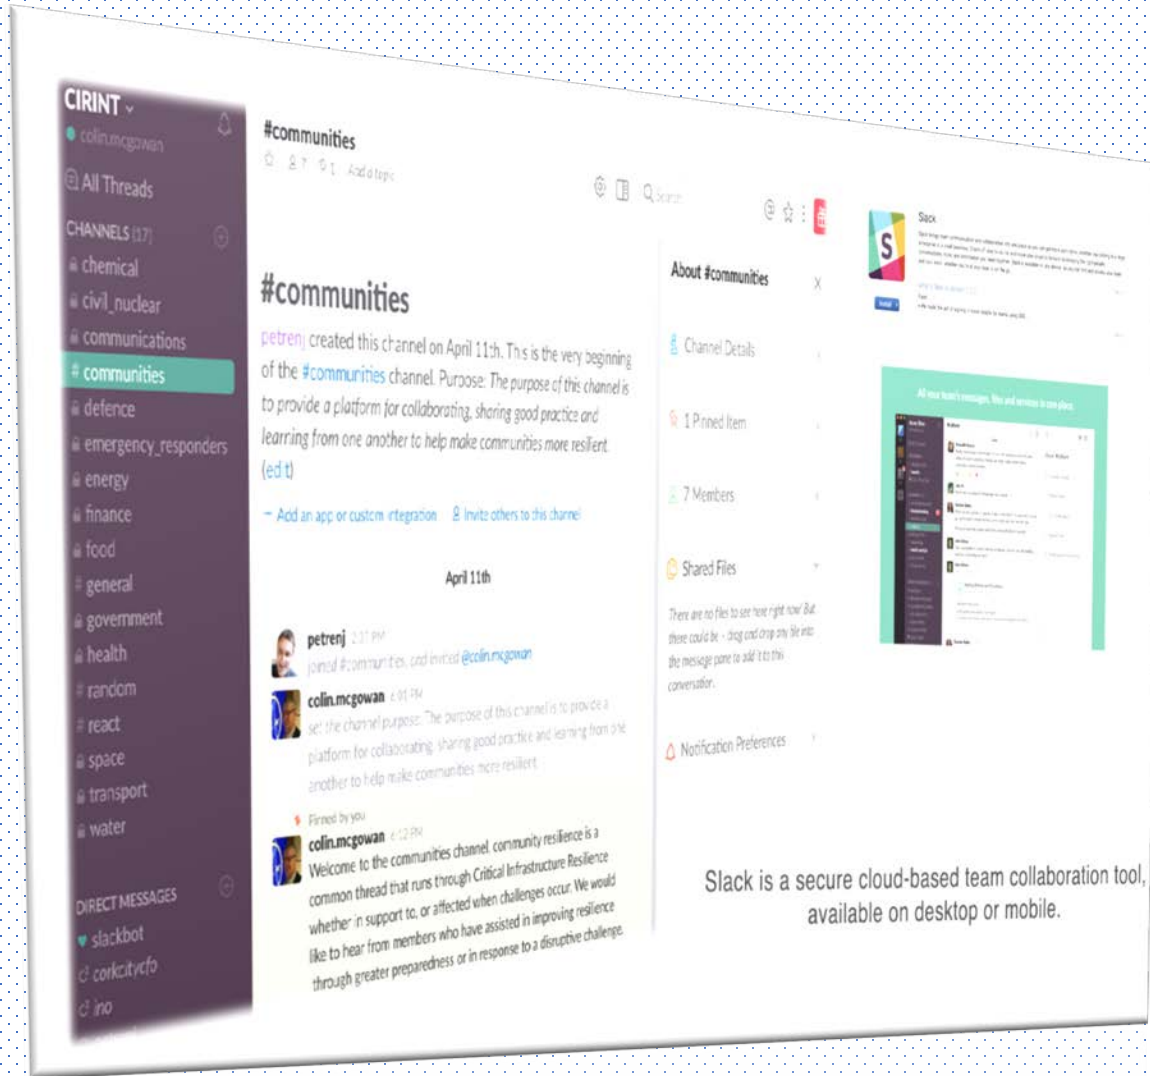 CIRINT
colin.mcgowan
All Threads
CHANNELS (17)
chemical
civil_nuclear
communications
# communities
defence
emergency_responders
energy
finance
food
# general
government
health
# random
# react
space
transport
water
DIRECT MESSAGES
slackbot
corkcitycfo
ino
#communities
7 1 Add a topic
Search
#communities
petrenj created this channel on April 11th. This is the very beginning
of the #communities channel. Purpose: The purpose of this channel is
to provide a platform for collaborating, sharing good practice and
learning from one another to help make communities more resilient.
(edit)
Add an app or custom integration Invite others to this channel
April 11th
petrenj
joined #communities, and invited @colin.mcgowan
colin.mcgowan 6:01 PM
set the channel purpose: The purpose of this channel is to provide a
platform for collaborating, sharing good practice and learning from one
another to help make communities more resilient.
Pinned by you
colin.mcgowan 6:12 PM
Welcome to the communities channel. community resilience is a
common thread that runs through Critical Infrastructure Resilience
whether in support to, or affected when challenges occur. We would
like to hear from members who have assisted in improving resilience
through greater preparedness or in response to a disruptive challenge.
About #communities
Channel Details
1 Pinned Item
7 Members
Shared Files
There are no files to see here right now! But
there could be - drag and drop any file into
the message pane to add it to this
conversation.
Notification Preferences
S
Slack
Install
All your team's messages, files and services in one place.
Slack is a secure cloud-based team collaboration tool,
available on desktop or mobile.